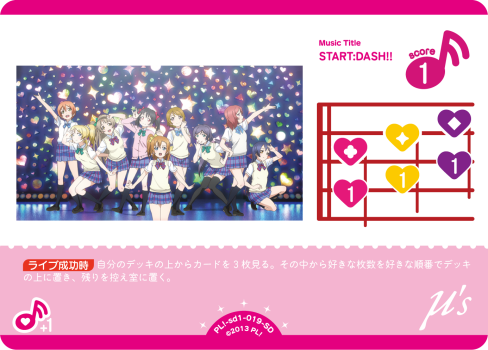 Music Title
START:DASH!!
score
1
1
1
1
ライブ成功時 自分のデッキの上からカードを3枚見る。その中から好きな枚数を好きな順番でデッキ
の上に置き、残りを控え室に置く。
+1
μ's
PL!-sd1-019-SD
©2013 PL!